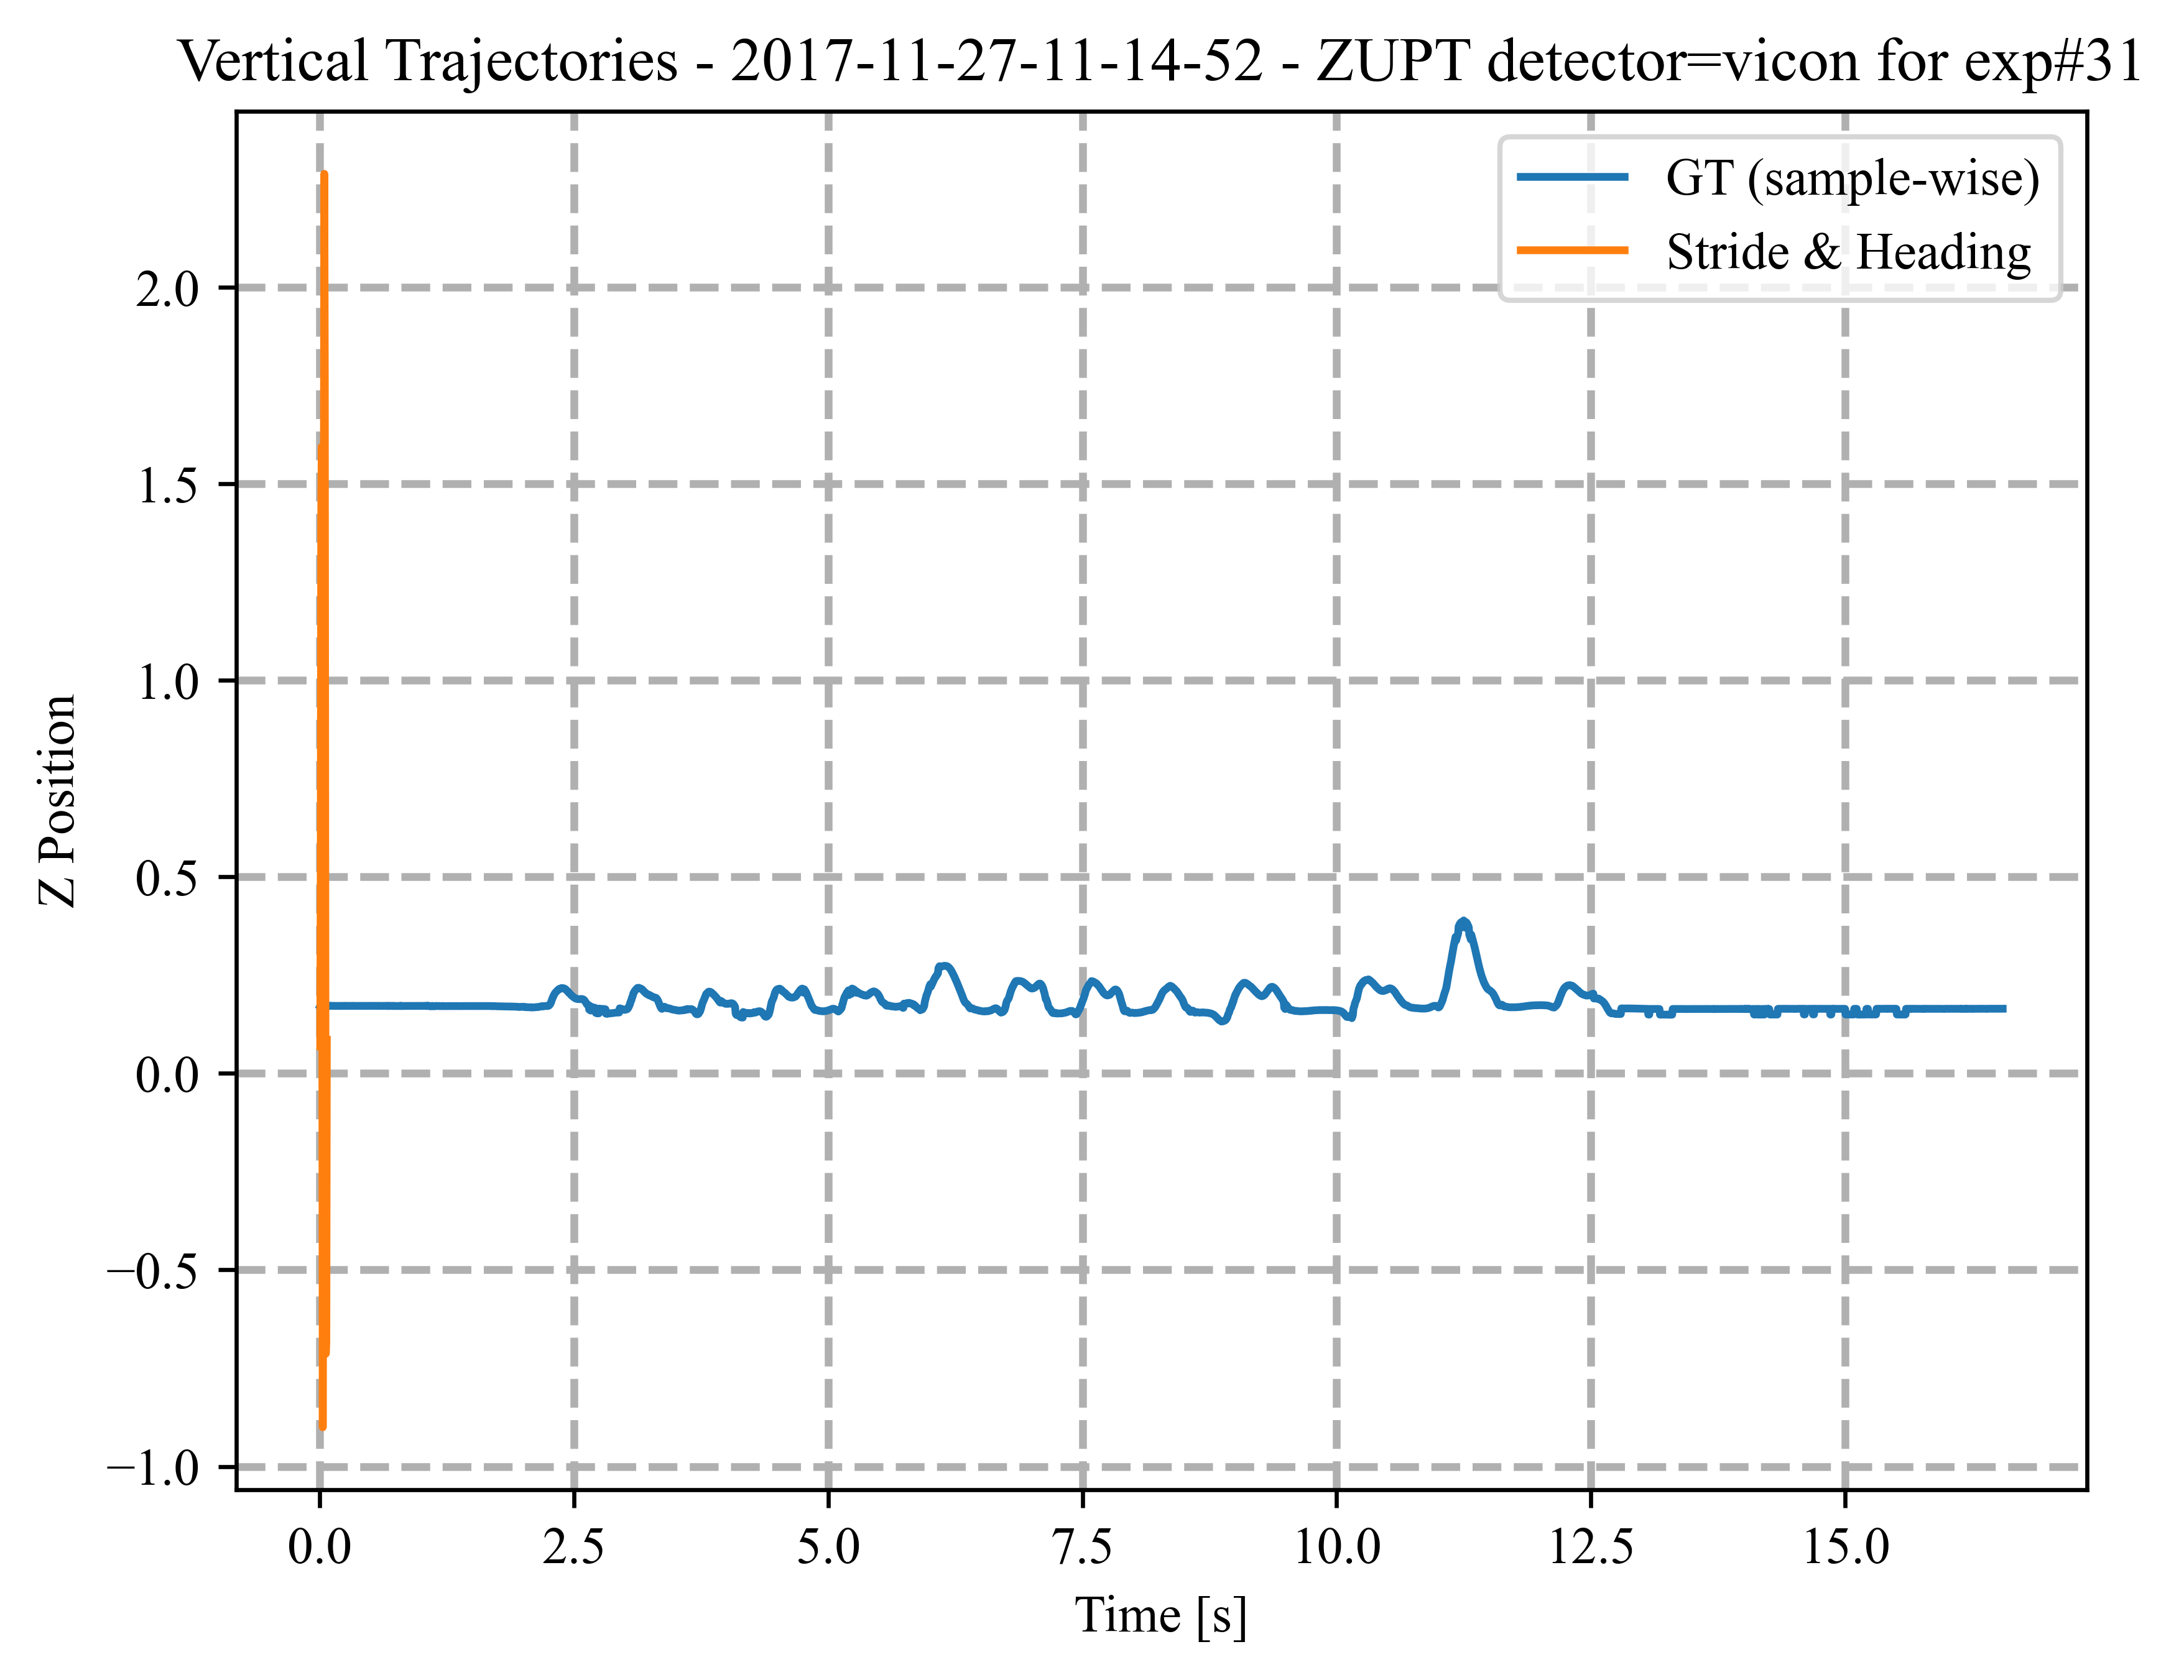 Vertical Trajectories - 2017-11-27-11-14-52 - ZUPT detector=vicon for exp#31
GT (sample-wise)
Stride & Heading
Z Position
2.0
1.5
1.0
0.5
0.0
−0.5
−1.0
0.0 2.5 5.0 7.5 10.0 12.5 15.0
Time [s]